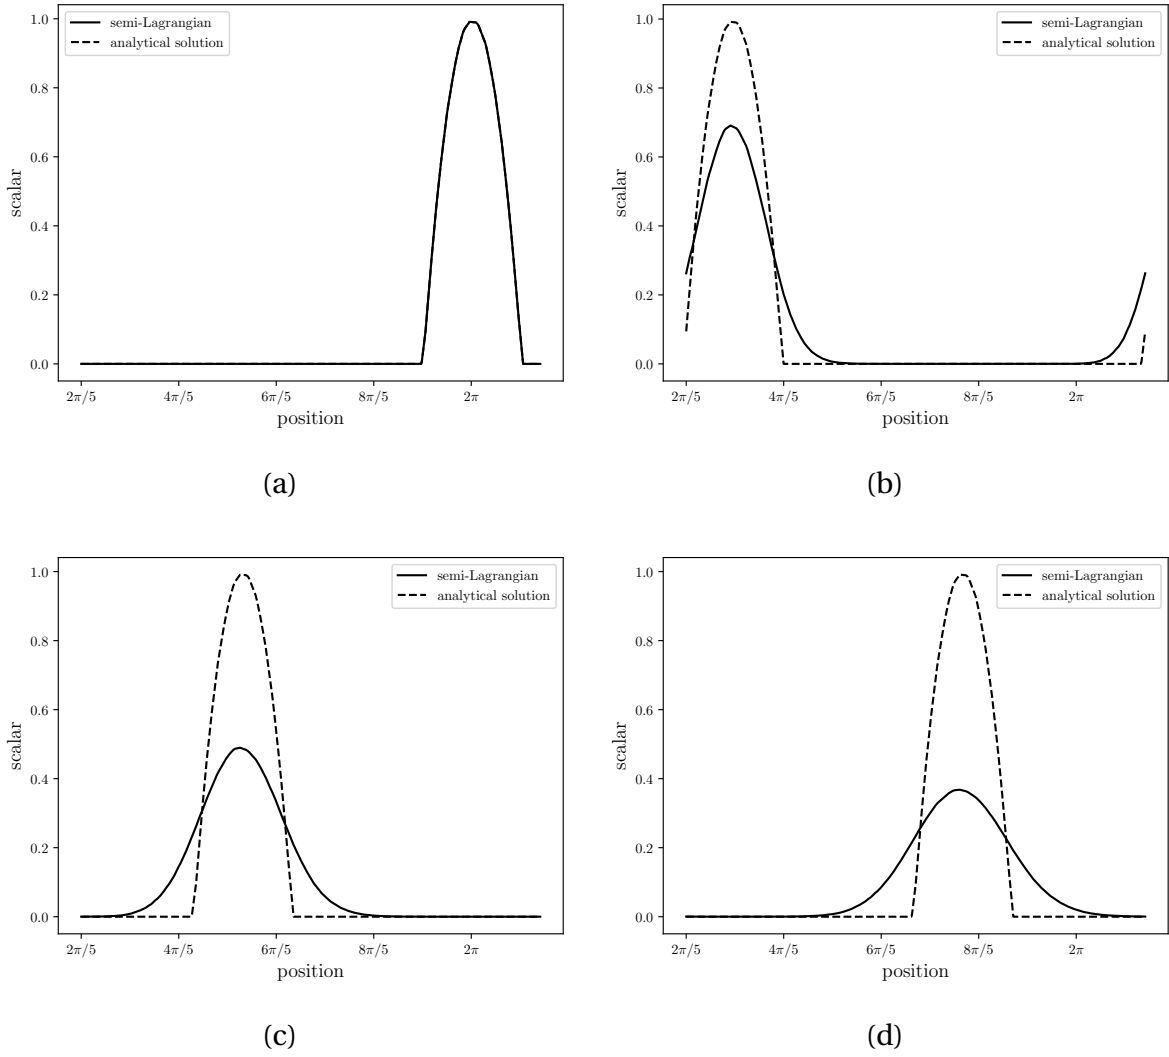 semi-Lagrangian
analytical solution
1.0
0.8
0.6
0.4
0.2
0.0
scalar
2π/5 4π/5 6π/5 8π/5 2π
position
(a)
semi-Lagrangian
analytical solution
1.0
0.8
0.6
0.4
0.2
0.0
scalar
2π/5 4π/5 6π/5 8π/5 2π
position
(b)
semi-Lagrangian
analytical solution
1.0
0.8
0.6
0.4
0.2
0.0
scalar
2π/5 4π/5 6π/5 8π/5 2π
position
(c)
semi-Lagrangian
analytical solution
1.0
0.8
0.6
0.4
0.2
0.0
scalar
2π/5 4π/5 6π/5 8π/5 2π
position
(d)